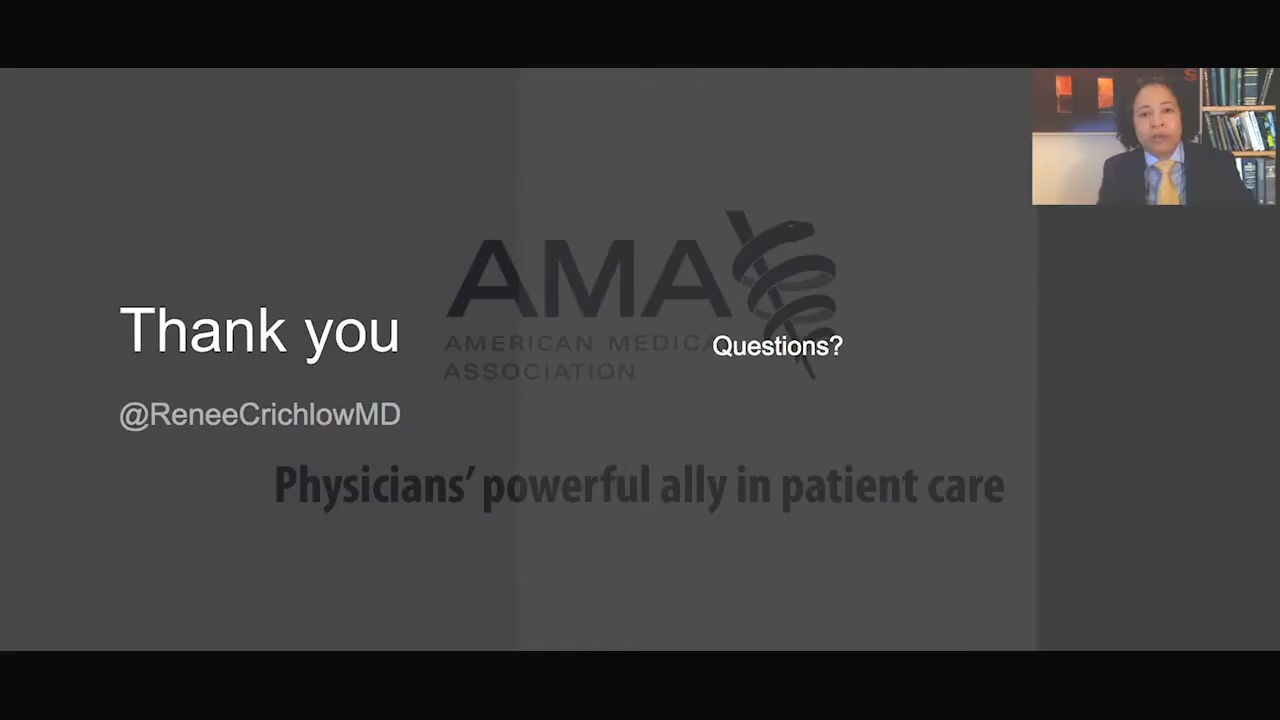 AMA
Thank you
AMERICAN MEDICA
Questions?
ASSOCIATION
@ReneeCrichlowMD
Physicians’ powerful ally in patient care